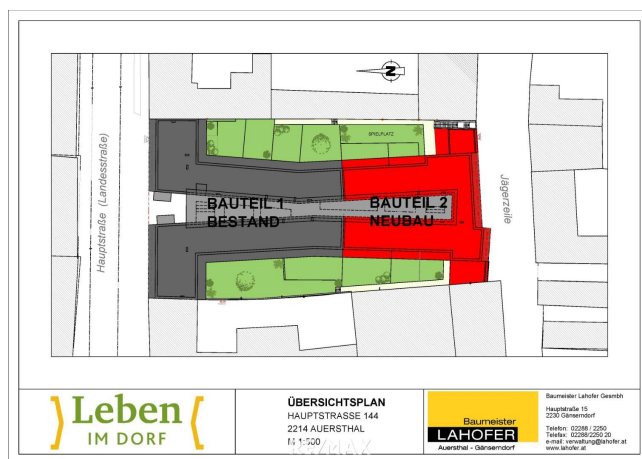 N
SPIELPLATZ
Hauptstraße (Landesstraße)
BAUTEIL 1
BESTAND
BAUTEIL 2
NEUBAU
Jägerzeile
Leben
IM DORF
ÜBERSICHTSPLAN
HAUPTSTRASSE 144
2214 AUERSTHAL
M 1:500
RE/MAX
Baumeister
LAHOFER
Auersthal - Gänserndorf
Baumeister Lahofer GesmbH
Hauptstraße 15
2230 Gänserndorf
Telefon: 02288 / 2250
Telefax: 02288/2250 20
e-mail: verwaltung@lahofer.at
www.lahofer.at